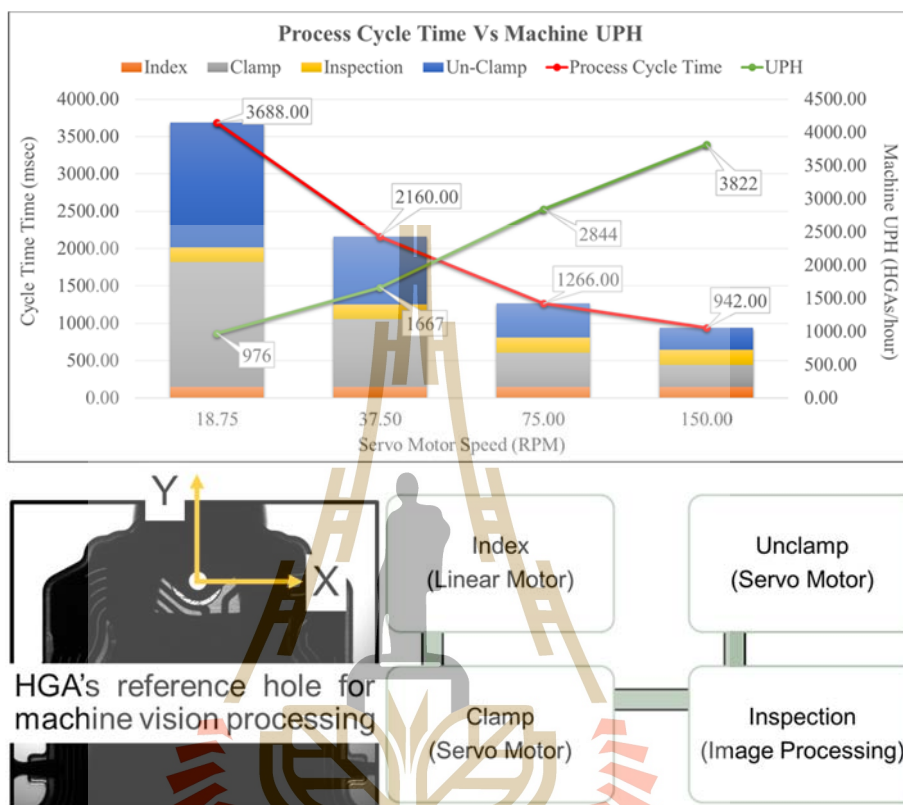 Process Cycle Time Vs Machine UPH
Index Clamp Inspection Un-Clamp Process Cycle Time UPH
Cycle Time Time (msec)
4000.00
3500.00
3000.00
2500.00
2000.00
1500.00
1000.00
500.00
0.00
3688.00
2160.00
1266.00
942.00
976
1667
2844
3822
4500.00
4000.00
3500.00
3000.00
2500.00
2000.00
1500.00
1000.00
500.00
0.00
Machine UPH (HGAs/hour)
18.75 37.50 75.00 150.00
Servo Motor Speed (RPM)
Y
X
HGA's reference hole for
machine vision processing
Index
(Linear Motor)
Unclamp
(Servo Motor)
Clamp
(Servo Motor)
Inspection
(Image Processing)